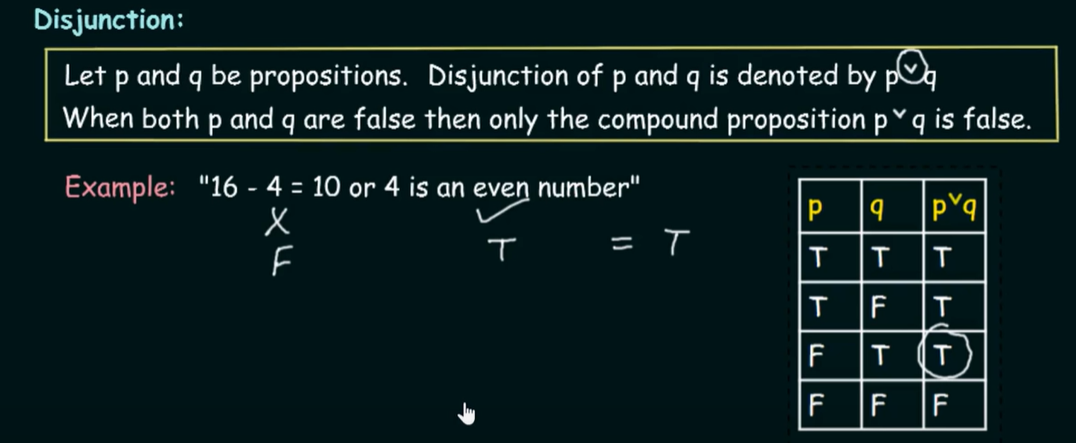 Disjunction:
Let p and q be propositions. Disjunction of p and q is denoted by p ˅ q
When both p and q are false then only the compound proposition p ˅ q is false.
Example: "16 - 4 = 10 or 4 is an even number"
X ✓
F T = T
p q p˅q
T T T
T F T
F T T
F F F